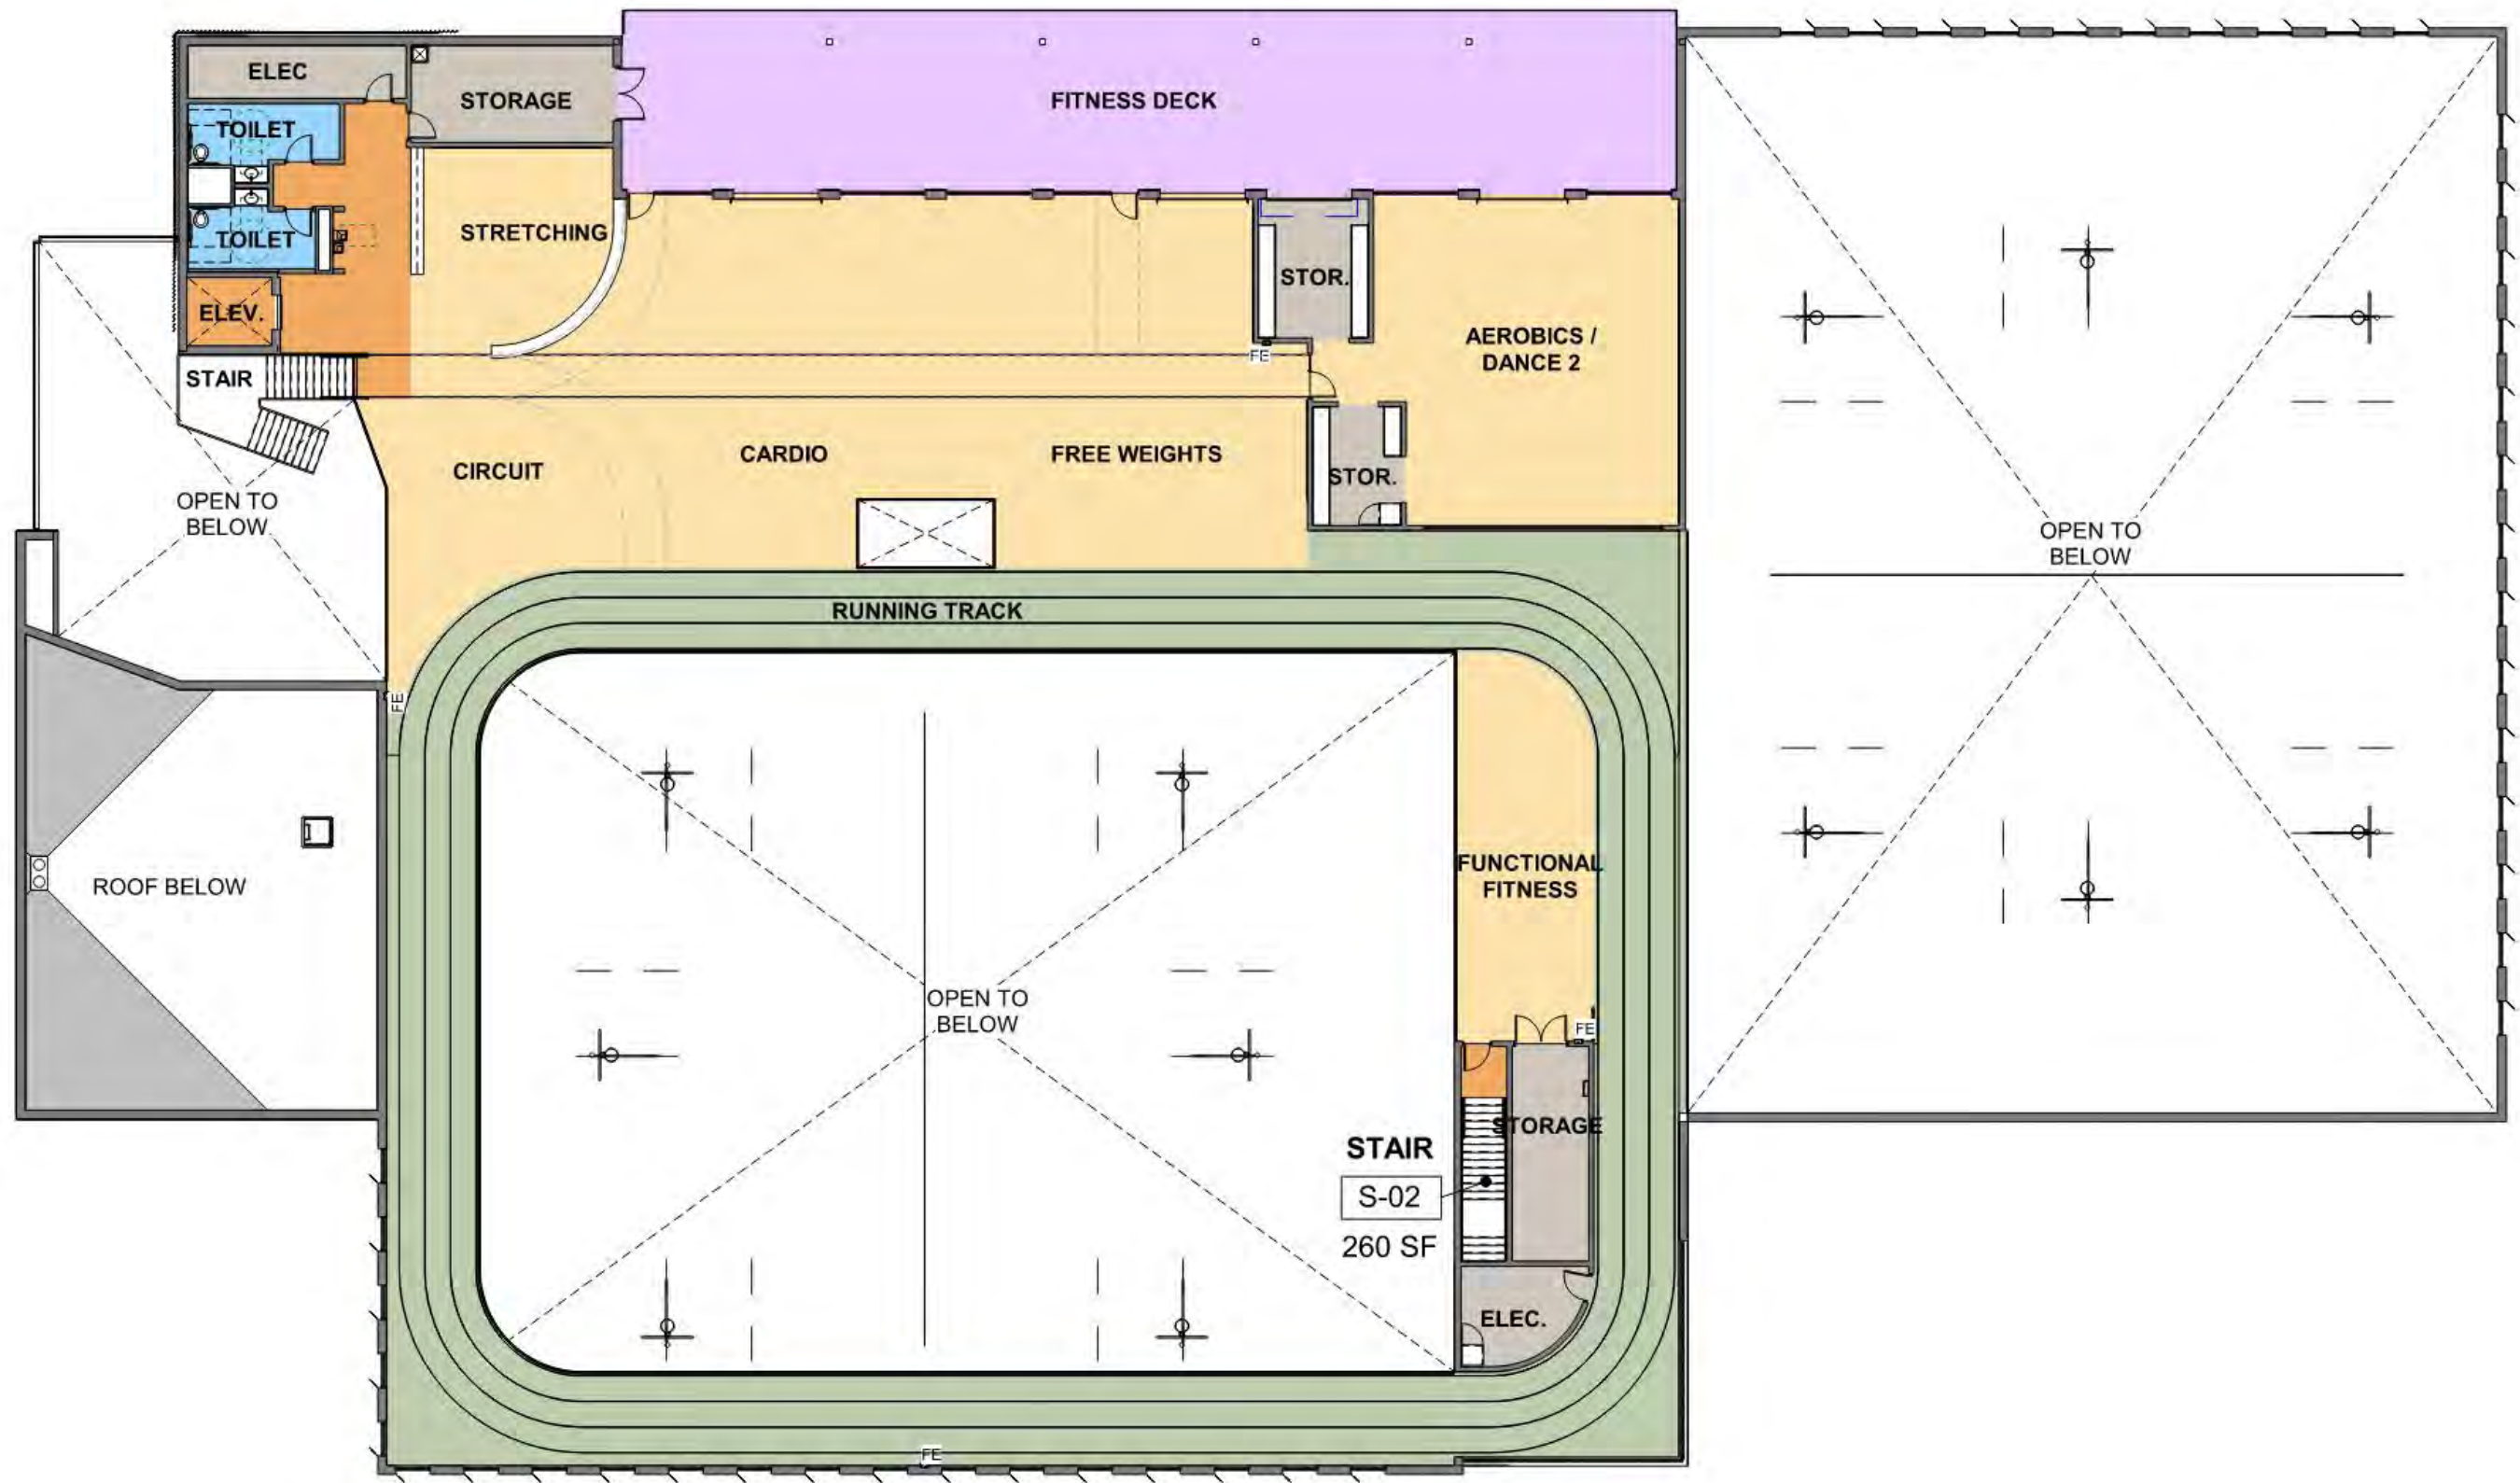 ELEC
STORAGE
FITNESS DECK
TOILET
STRETCHING
TOILET
STOR.
ELEV.
AEROBICS /
DANCE 2
FE
STAIR
CIRCUIT
CARDIO
FREE WEIGHTS
STOR.
OPEN TO
BELOW
OPEN TO
BELOW
RUNNING TRACK
FE
FUNCTIONAL
FITNESS
ROOF BELOW
OPEN TO
BELOW
FE
STORAGE
STAIR
S-02
260 SF
ELEC.
FE